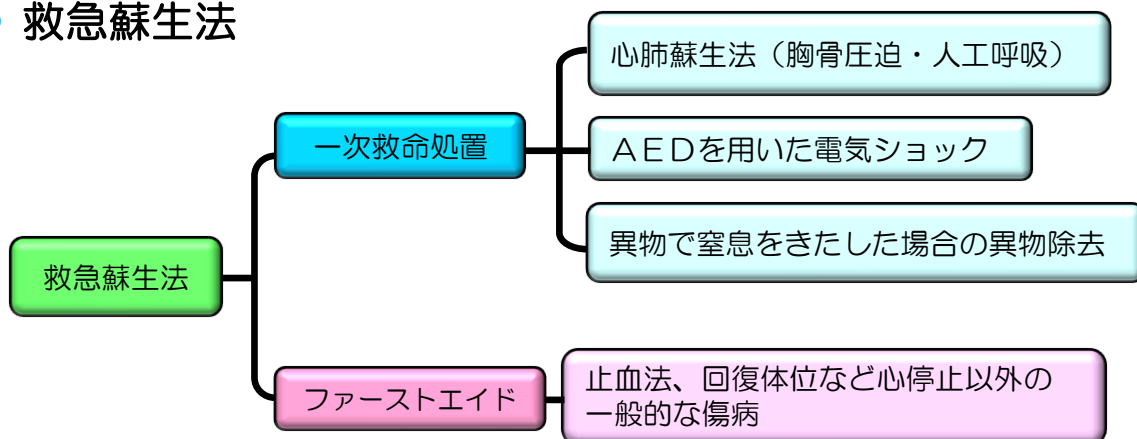 救急蘇生法
心肺蘇生法（胸骨圧迫・人工呼吸）
一次救命処置
ＡＥＤを用いた電気ショック
異物で窒息をきたした場合の異物除去
救急蘇生法
ファーストエイド
止血法、回復体位など心停止以外の
一般的な傷病